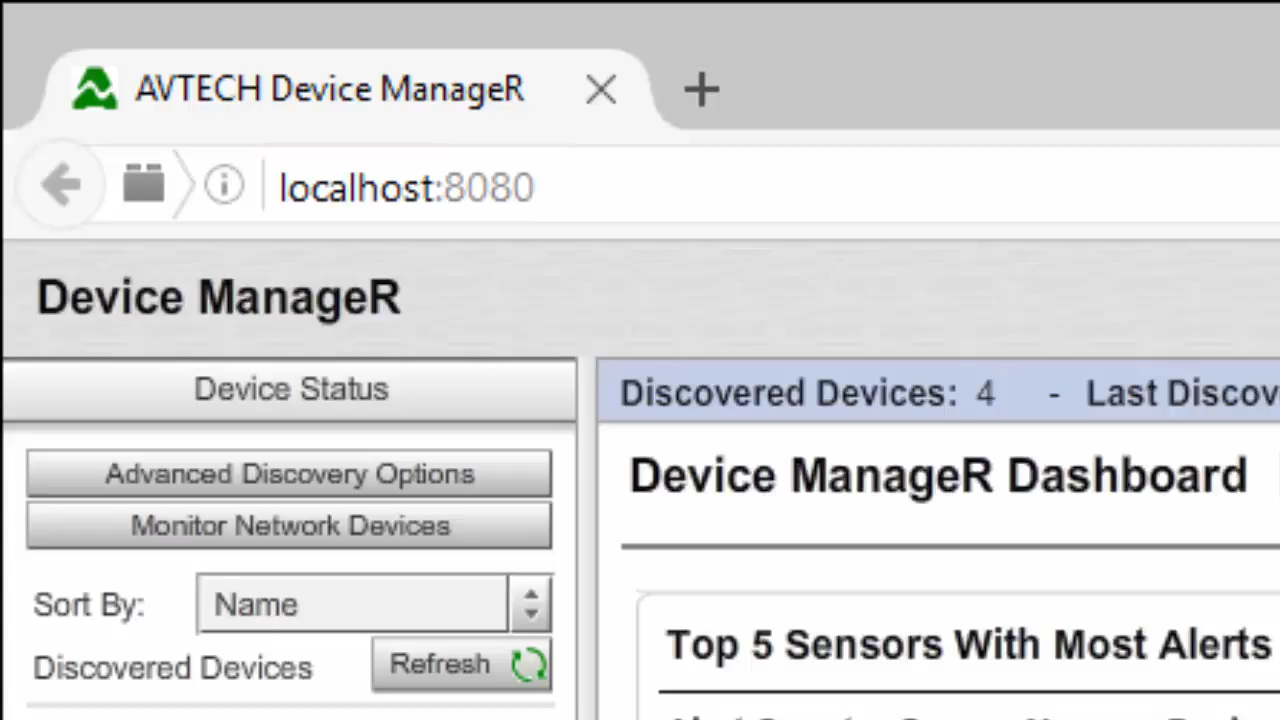 AVTECH Device ManageR
localhost:8080
Device ManageR
Device Status
Discovered Devices: 4 - Last Discov
Advanced Discovery Options
Device ManageR Dashboard
Monitor Network Devices
Sort By: Name
Top 5 Sensors With Most Alerts
Discovered Devices Refresh